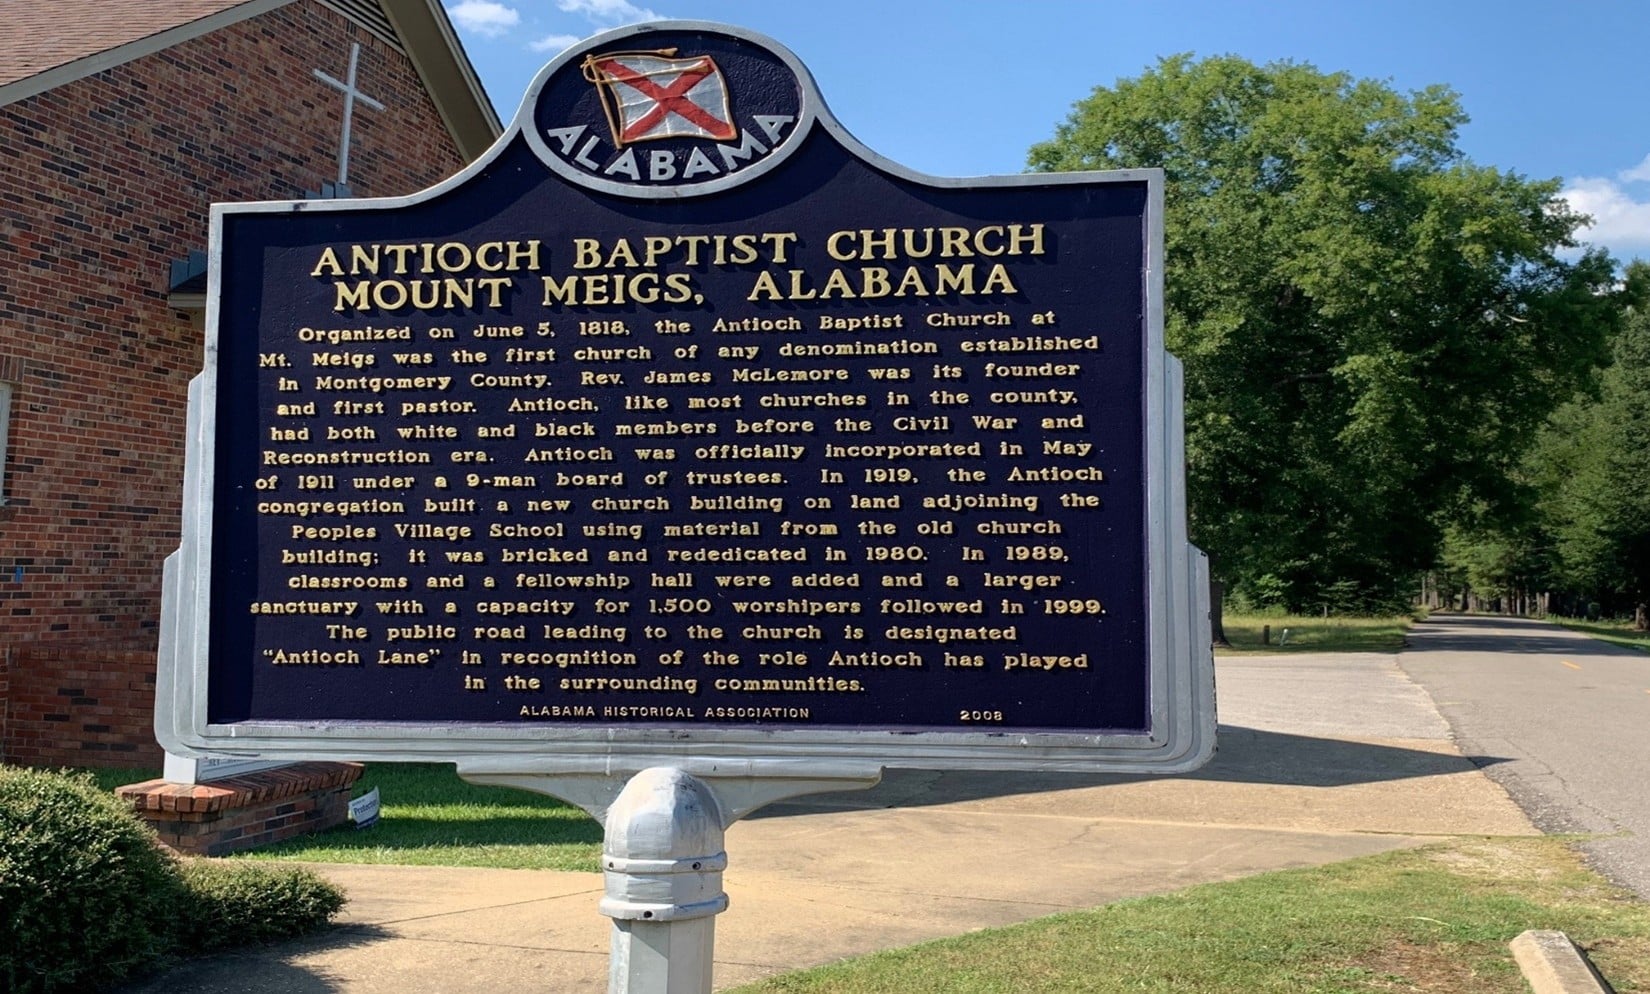 ALABAMA
ANTIOCH BAPTIST CHURCH
MOUNT MEIGS, ALABAMA
Organized on June 5, 1818, the Antioch Baptist Church at
Mt. Meigs was the first church of any denomination established
in Montgomery County. Rev. James McLemore was its founder
and first pastor. Antioch, like most churches in the county,
had both white and black members before the Civil War and
Reconstruction era. Antioch was officially incorporated in May
of 1911 under a 9-man board of trustees. In 1919, the Antioch
congregation built a new church building on land adjoining the
Peoples Village School using material from the old church
building; it was bricked and rededicated in 1980. In 1989,
classrooms and a fellowship hall were added and a larger
sanctuary with a capacity for 1,500 worshipers followed in 1999.
The public road leading to the church is designated
"Antioch Lane" in recognition of the role Antioch has played
in the surrounding communities.
ALABAMA HISTORICAL ASSOCIATION 2008